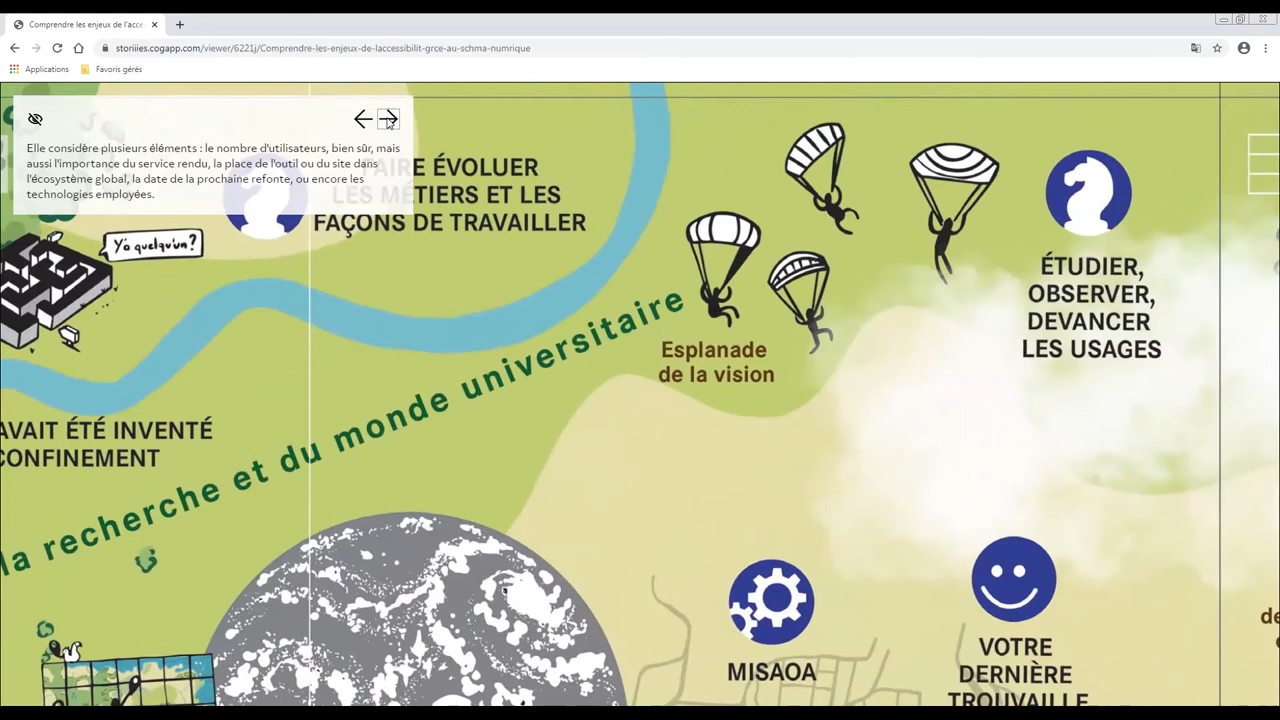 Comprendre les enjeux de l'acce
storiiies.cogapp.com/viewer/6221j/Comprendre-les-enjeux-de-laccessibilit-grce-au-schma-numrique
Applications
Favoris gérés
Elle considère plusieurs éléments : le nombre d'utilisateurs, bien sûr, mais
aussi l'importance du service rendu, la place de l'outil ou du site dans
l'écosystème global, la date de la prochaine refonte, ou encore les
technologies employées.
FAIRE ÉVOLUER
LES MÉTIERS ET LES
FAÇONS DE TRAVAILLER
Y'a quelqu'un?
ÉTUDIER,
OBSERVER,
DEVANCER
LES USAGES
Esplanade
de la vision
AVAIT ÉTÉ INVENTÉ
CONFINEMENT
la recherche et du monde universitaire
MISAOA
VOTRE
DERNIÈRE
TROUVAILLE
de